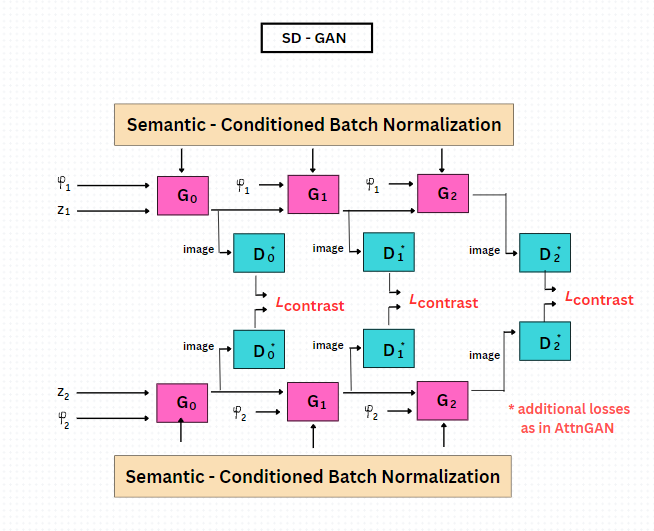 SD - GAN
Semantic - Conditioned Batch Normalization
φ1
Z1
G0
φ1
G1
φ1
G2
image
D0*
image
D1*
image
D2*
Lcontrast
Lcontrast
Lcontrast
image
D0*
image
D1*
image
D2*
Z2
φ2
G0
φ2
G1
φ2
G2
* additional losses
as in AttnGAN
Semantic - Conditioned Batch Normalization